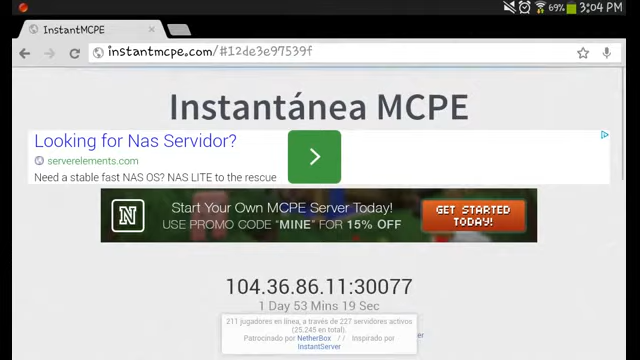 69% 3:04 PM
InstantMCPE
instantmcpe.com/#12de3e97539f
Instantánea MCPE
Looking for Nas Servidor?
serverelements.com
Need a stable fast NAS OS? NAS LITE to the rescue
N
Start Your Own MCPE Server Today!
USE PROMO CODE "MINE" FOR 15% OFF
GET STARTED
TODAY!
104.36.86.11:30077
1 Day 53 Mins 19 Sec
211 jugadores en línea, a través de 227 servidores activos
(25,245 en total).
Patrocinado por NetherBox // Inspirado por
InstantServer